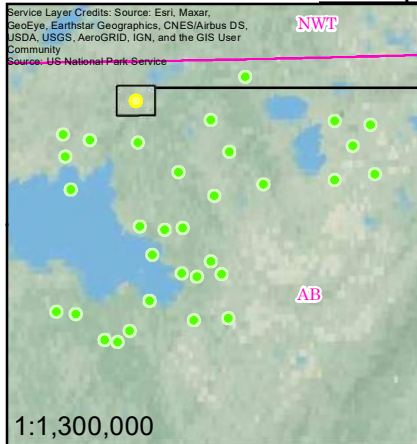 Service Layer Credits: Source: Esri, Maxar,
GeoEye, Earthstar Geographics, CNES/Airbus DS,
USDA, USGS, AeroGRID, IGN, and the GIS User
Community
Source: US National Park Service
NWT
AB
1:1,300,000